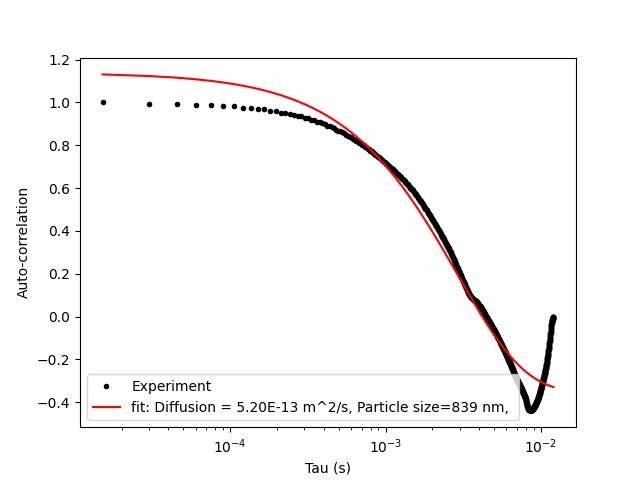 1.2
1.0
0.8
0.6
0.4
0.2
0.0
−0.2
−0.4
Auto-correlation
Experiment
fit: Diffusion = 5.20E-13 m^2/s, Particle size=839 nm,
10⁻⁴ 10⁻³ 10⁻²
Tau (s)